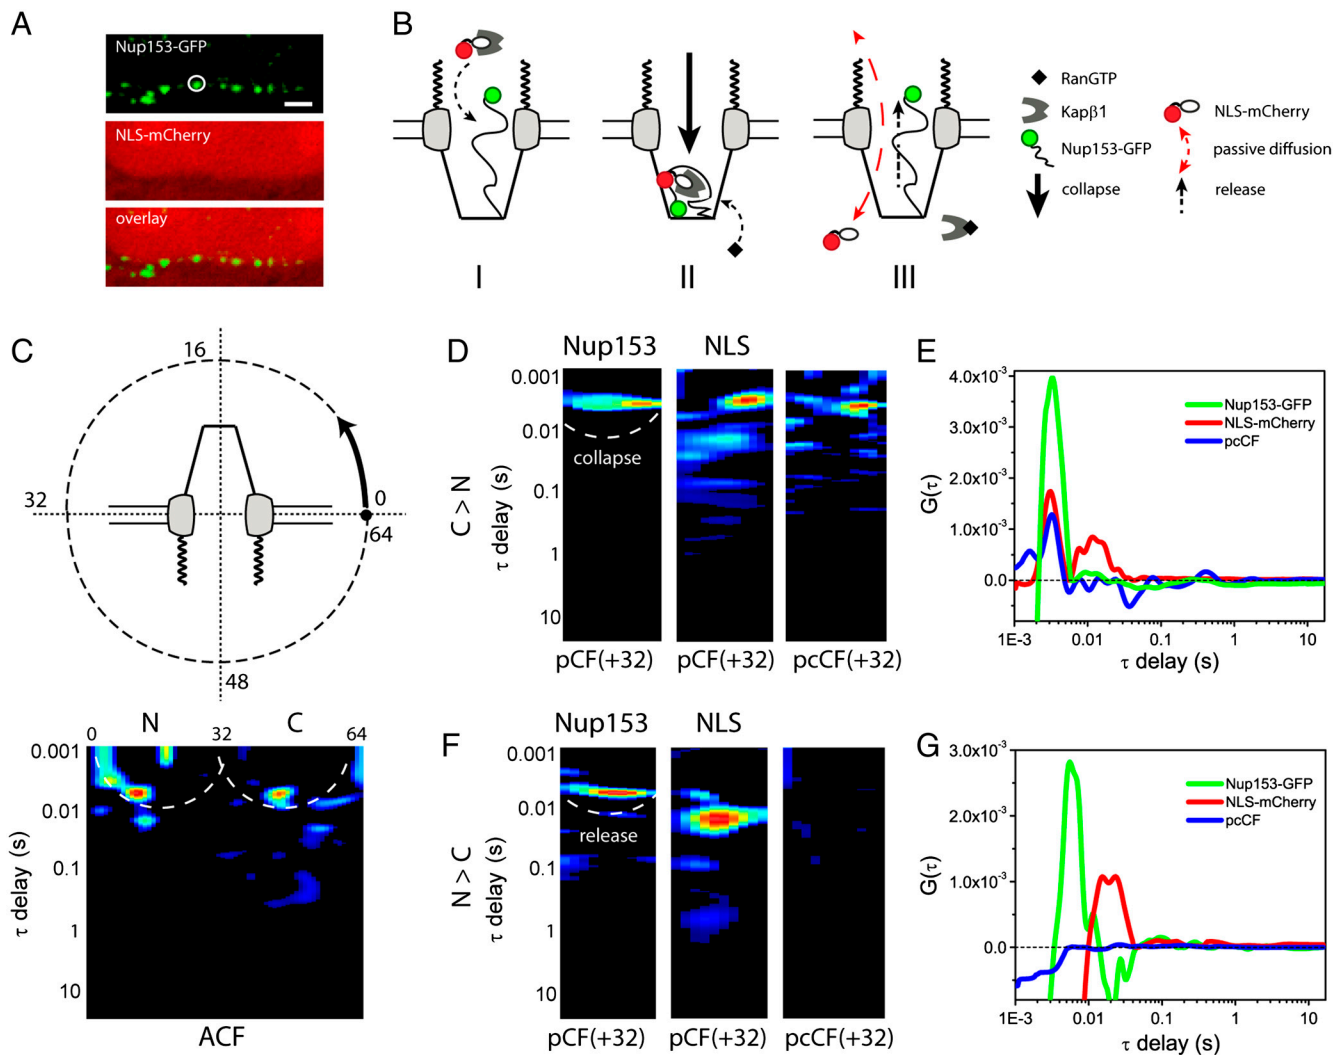 A
Nup153-GFP
NLS-mCherry
overlay
B
I
II
III
RanGTP
Kapβ1
Nup153-GFP
collapse
NLS-mCherry
passive diffusion
release
C
16
32
0
64
48
N
C
0
32
64
0.001
0.01
0.1
1
10
τ delay (s)
ACF
D
Nup153
NLS
C > N
τ delay (s)
0.001
0.01
0.1
1
10
collapse
pCF(+32)
pCF(+32)
pcCF(+32)
E
4.0x10⁻³
3.0x10⁻³
2.0x10⁻³
1.0x10⁻³
0.0
G(τ)
Nup153-GFP
NLS-mCherry
pcCF
1E-3
0.01
0.1
1
10
τ delay (s)
F
Nup153
NLS
N > C
τ delay (s)
0.001
0.01
0.1
1
10
release
pCF(+32)
pCF(+32)
pcCF(+32)
G
3.0x10⁻³
2.0x10⁻³
1.0x10⁻³
0.0
G(τ)
Nup153-GFP
NLS-mCherry
pcCF
1E-3
0.01
0.1
1
10
τ delay (s)